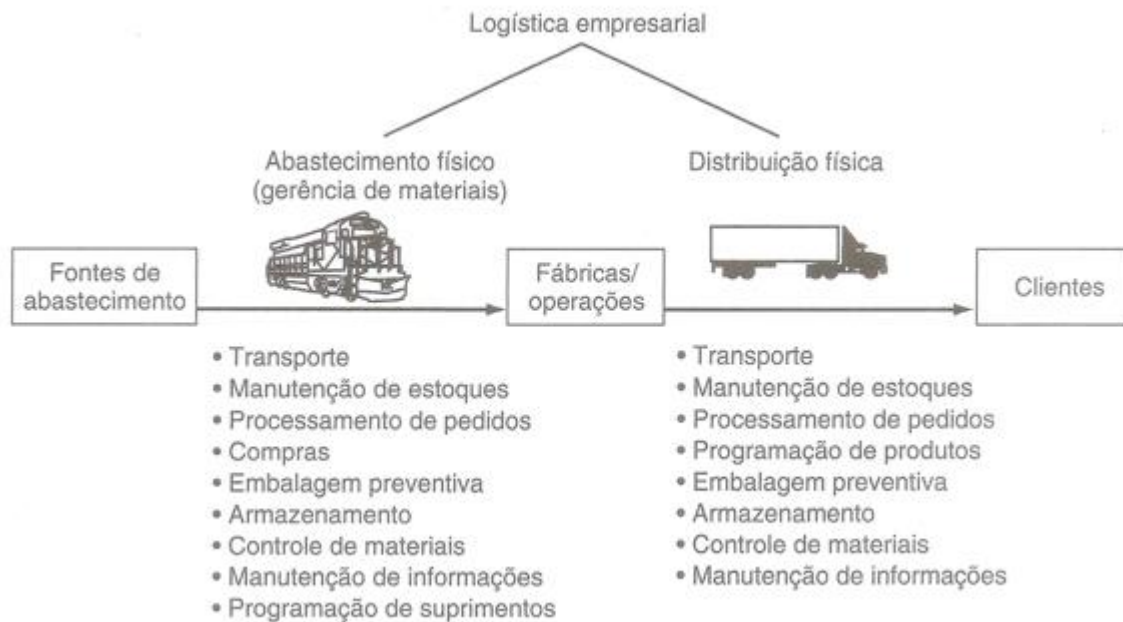 Logística empresarial
Abastecimento físico
(gerência de materiais)
Distribuição física
Fontes de
abastecimento
Fábricas/
operações
Clientes
• Transporte
• Manutenção de estoques
• Processamento de pedidos
• Compras
• Embalagem preventiva
• Armazenamento
• Controle de materiais
• Manutenção de informações
• Programação de suprimentos
• Transporte
• Manutenção de estoques
• Processamento de pedidos
• Programação de produtos
• Embalagem preventiva
• Armazenamento
• Controle de materiais
• Manutenção de informações